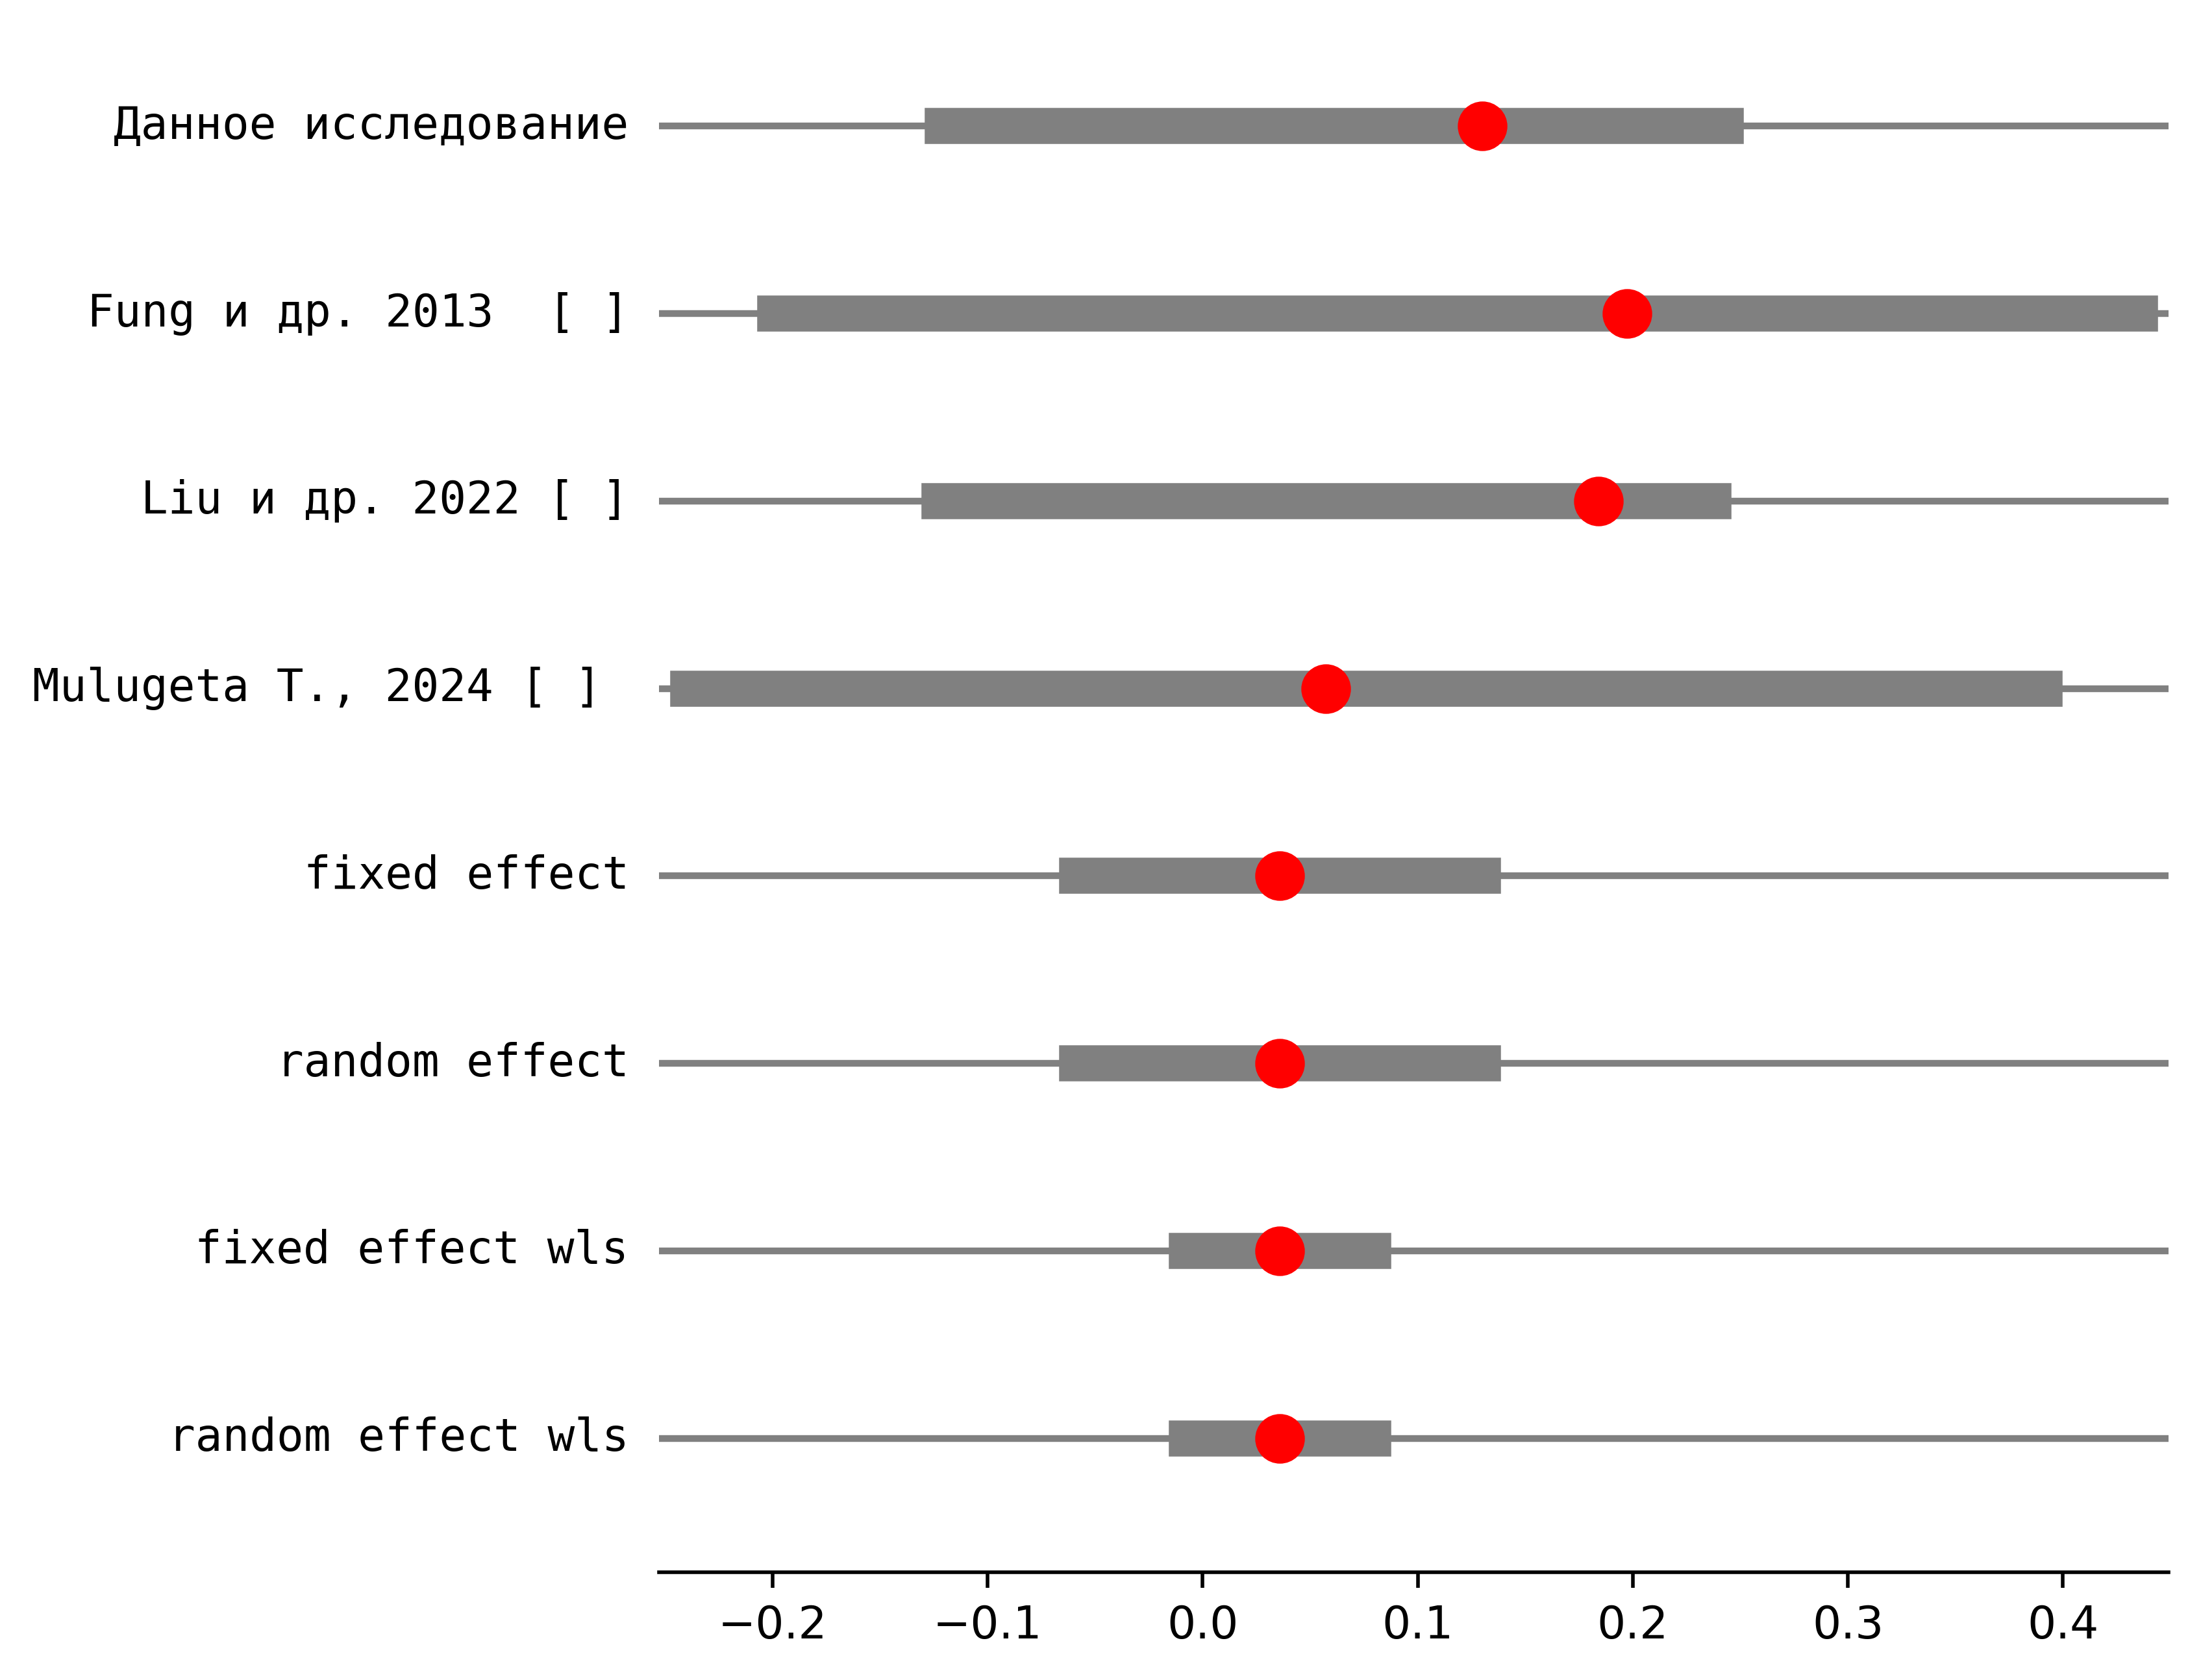 Данное исследование
Fung и др. 2013  [ ]
Liu и др. 2022 [ ]
Mulugeta T., 2024 [ ]
fixed effect
random effect
fixed effect wls
random effect wls
−0.2 −0.1 0.0 0.1 0.2 0.3 0.4